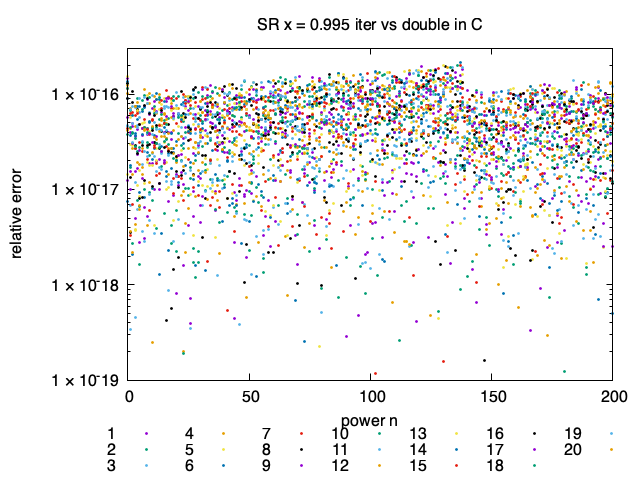 SR x = 0.995 iter vs double in C
1 × 10⁻¹⁶
1 × 10⁻¹⁷
1 × 10⁻¹⁸
1 × 10⁻¹⁹
relative error
0 50 100 150 200
power n
1 4 7 10 13 16 19
2 5 8 11 14 17 20
3 6 9 12 15 18